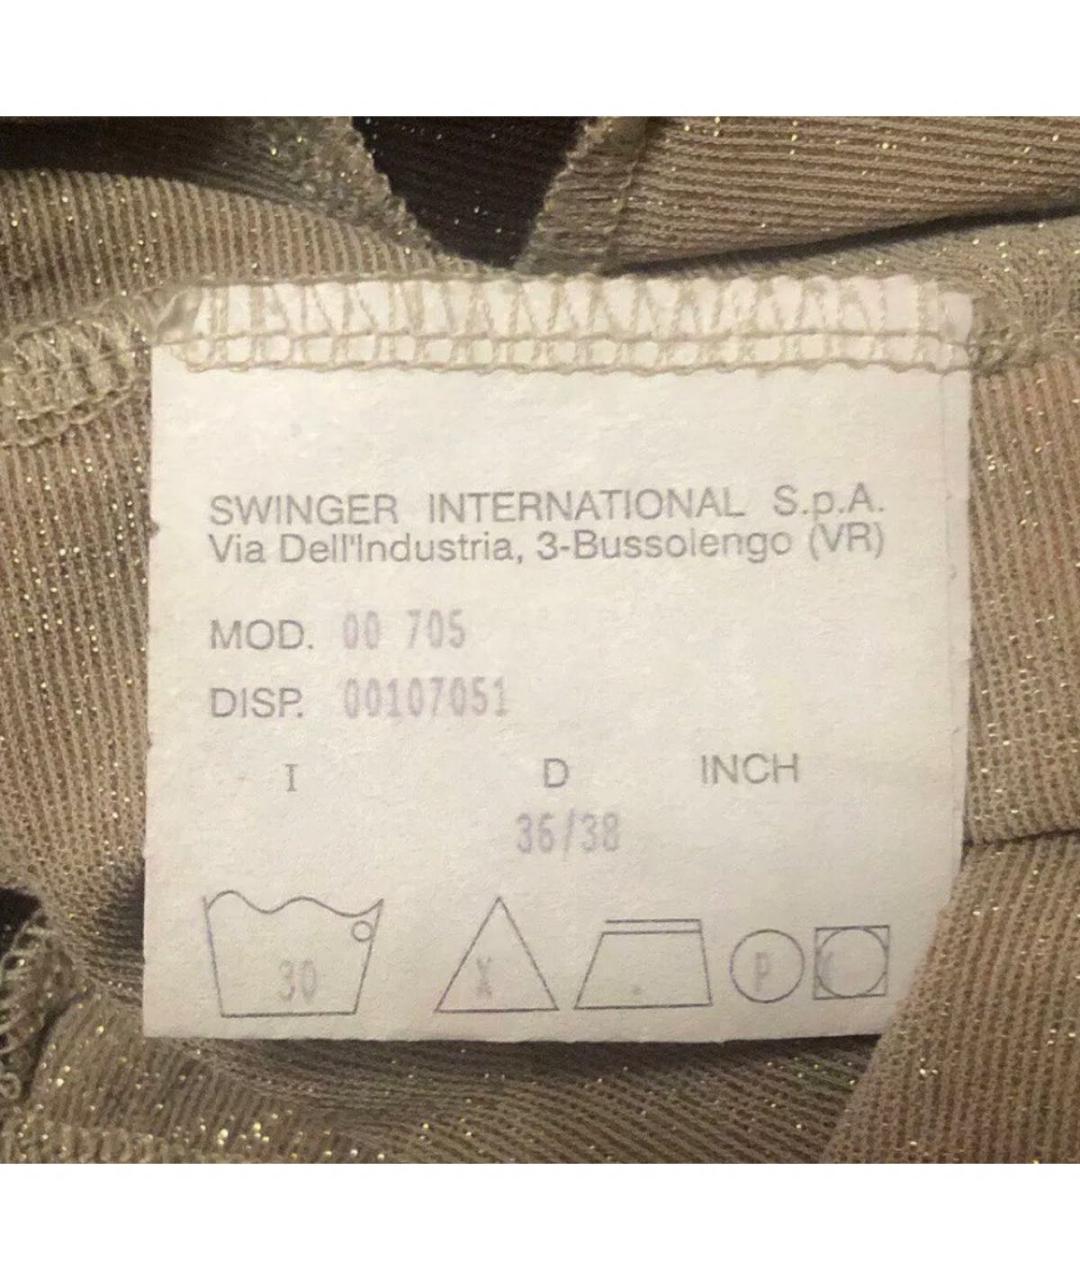 SWINGER INTERNATIONAL S.p.A.
Via Dell'Industria, 3-Bussolengo (VR)
MOD. 00 705
DISP. 00107051
I D INCH
36/38
30 X P